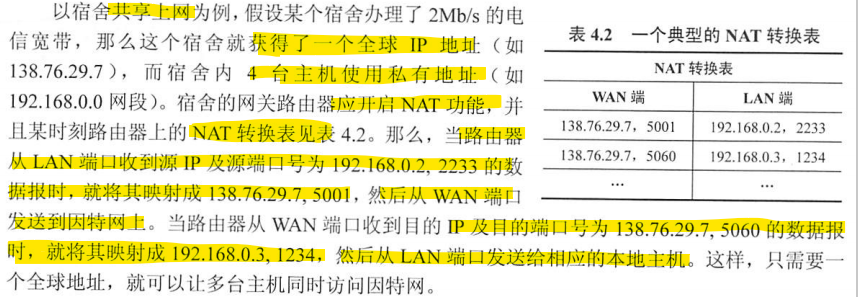 以宿舍共享上网为例，假设某个宿舍办理了 2Mb/s 的电
信宽带，那么这个宿舍就获得了一个全球 IP 地址（如
138.76.29.7），而宿舍内 4 台主机使用私有地址（如
192.168.0.0 网段）。宿舍的网关路由器应开启 NAT 功能，并
且某时刻路由器上的 NAT 转换表见表 4.2。那么，当路由器
从 LAN 端口收到源 IP 及源端口号为 192.168.0.2, 2233 的数
据报时，就将其映射成 138.76.29.7, 5001，然后从 WAN 端口
发送到因特网上。当路由器从 WAN 端口收到目的 IP 及目的端口号为 138.76.29.7, 5060 的数据报
时，就将其映射成 192.168.0.3, 1234，然后从 LAN 端口发送给相应的本地主机。这样，只需要一
个全球地址，就可以让多台主机同时访问因特网。
表 4.2 一个典型的 NAT 转换表
NAT 转换表
WAN 端 LAN 端
138.76.29.7，5001 192.168.0.2，2233
138.76.29.7，5060 192.168.0.3，1234
… …